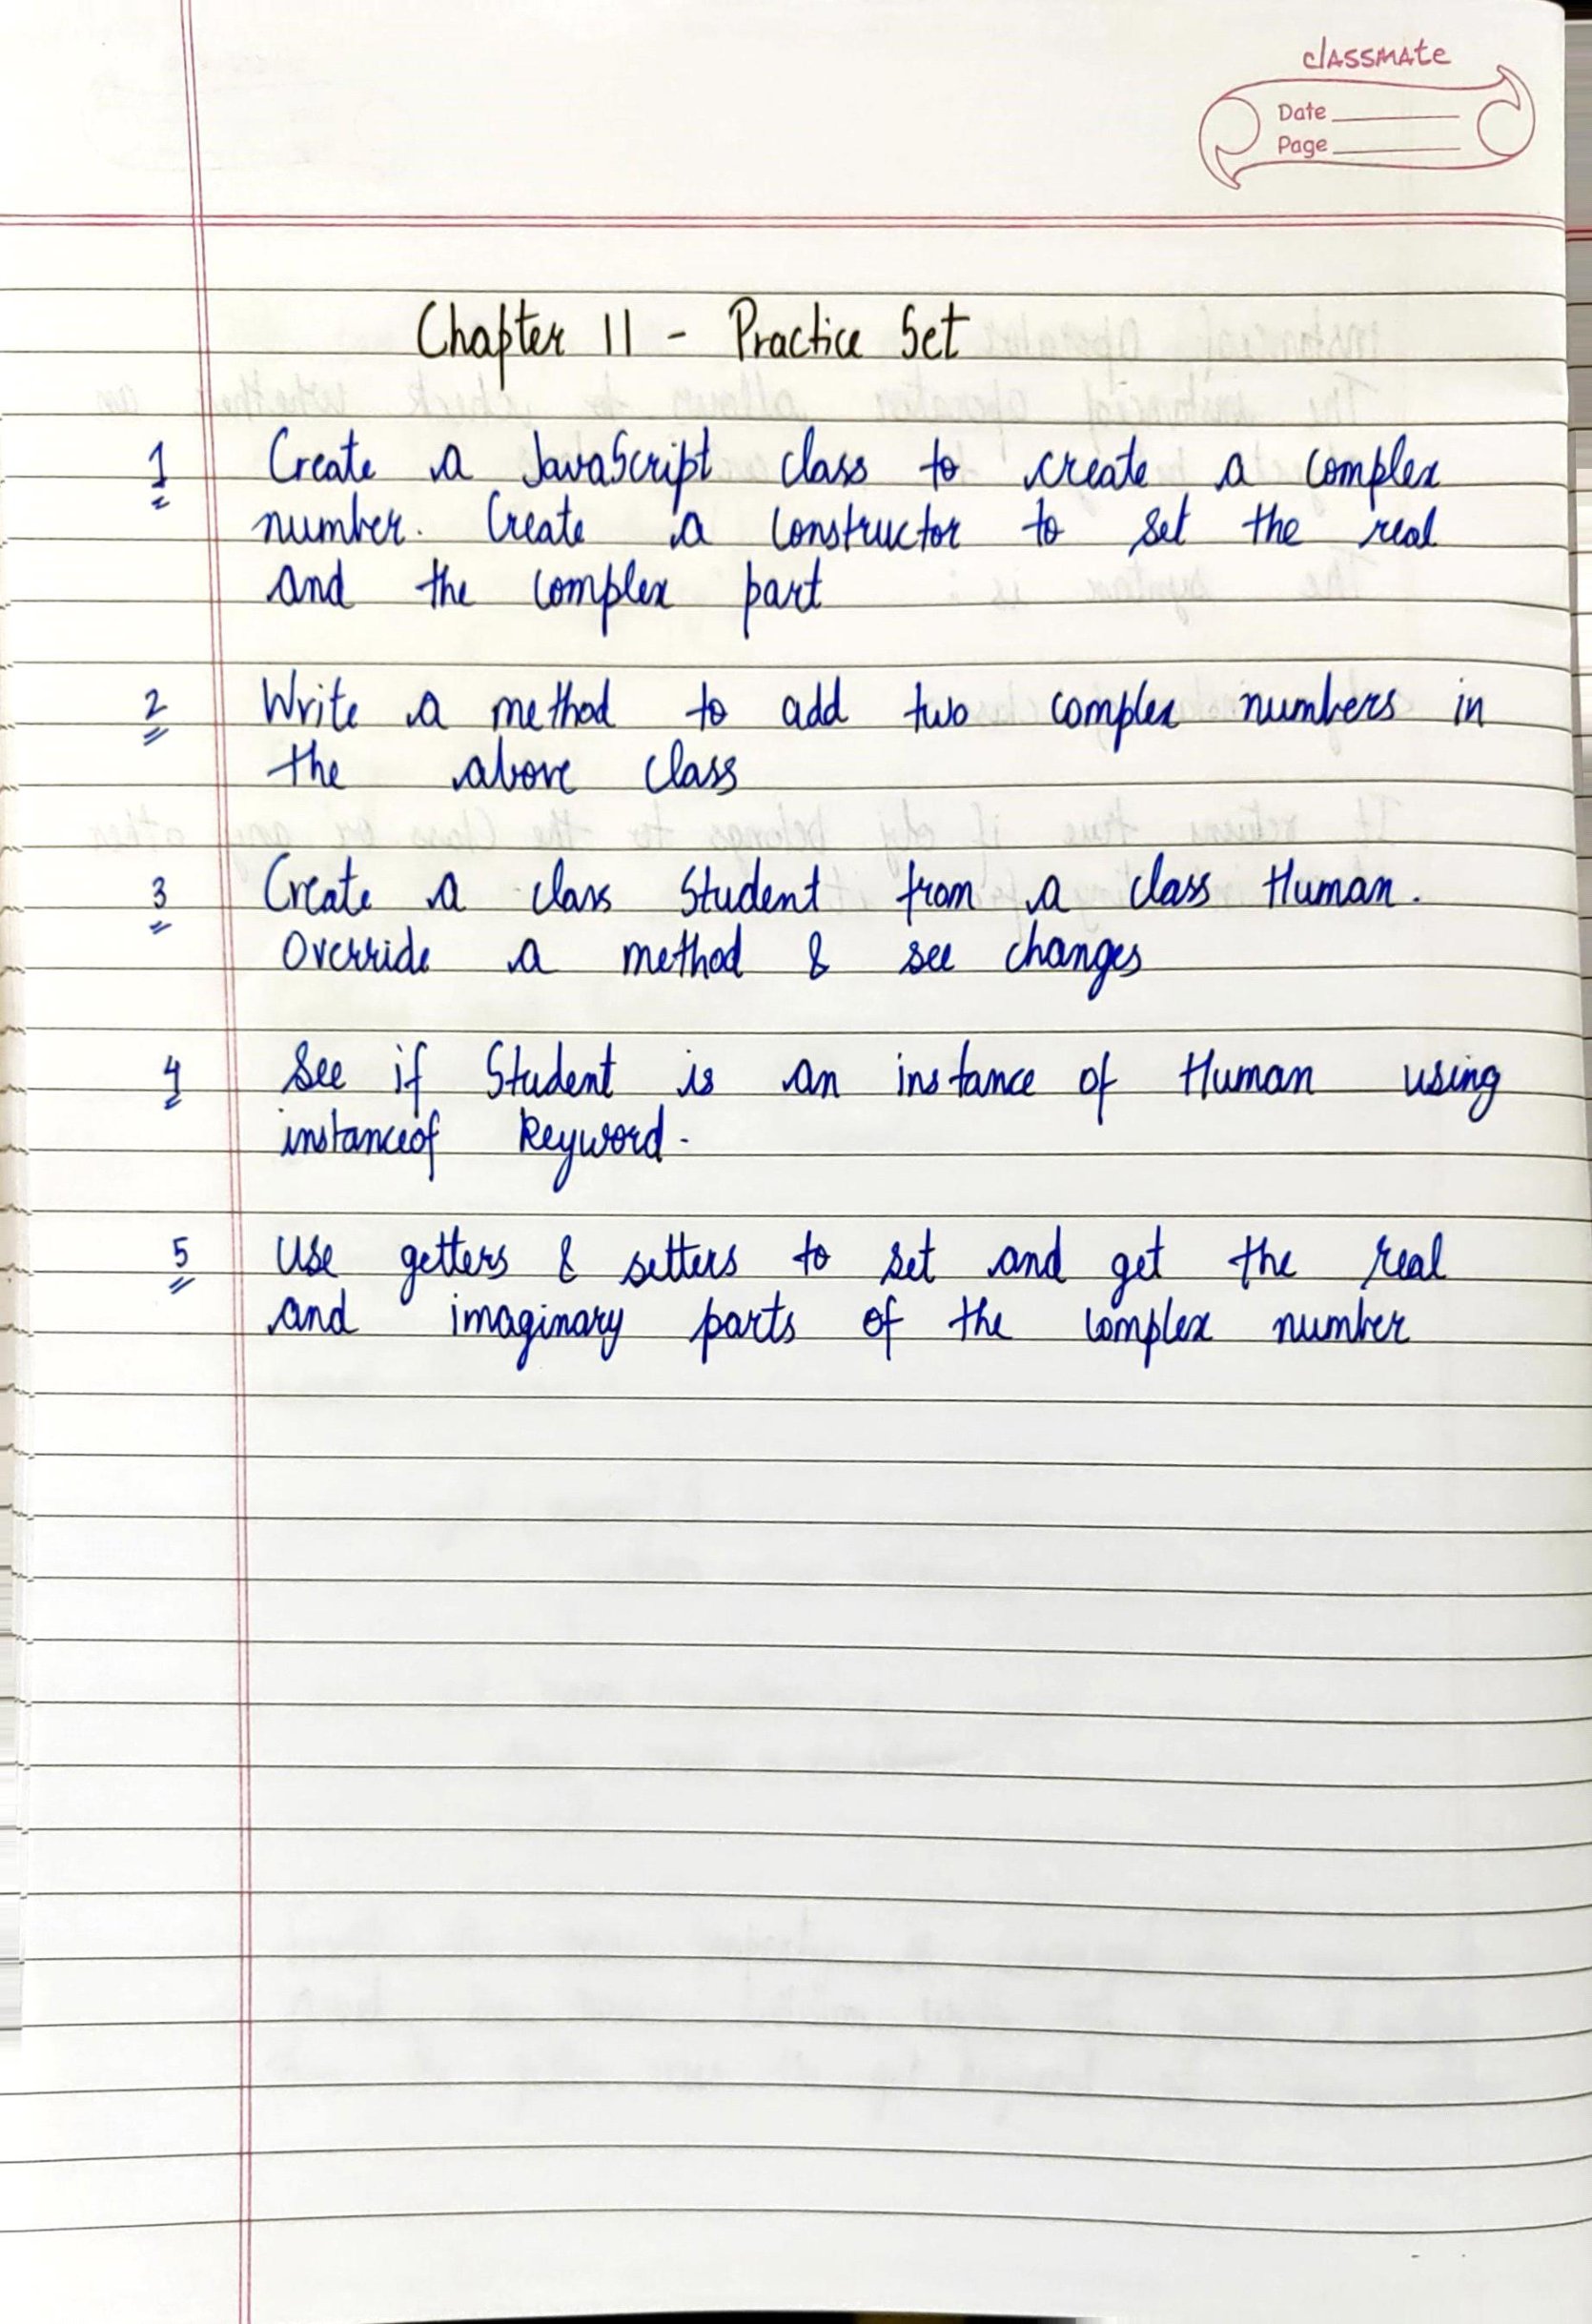 classmate
Date
Page
Chapter 11 - Practice Set
1 Create a JavaScript class to create a complex
number. Create a constructor to set the real
and the complex part
2 Write a method to add two complex numbers in
the above class
3 Create a class Student from a class Human.
Override a method & see changes
4 See if Student is an instance of Human using
instanceof keyword.
5 Use getters & setters to set and get the real
and imaginary parts of the complex number